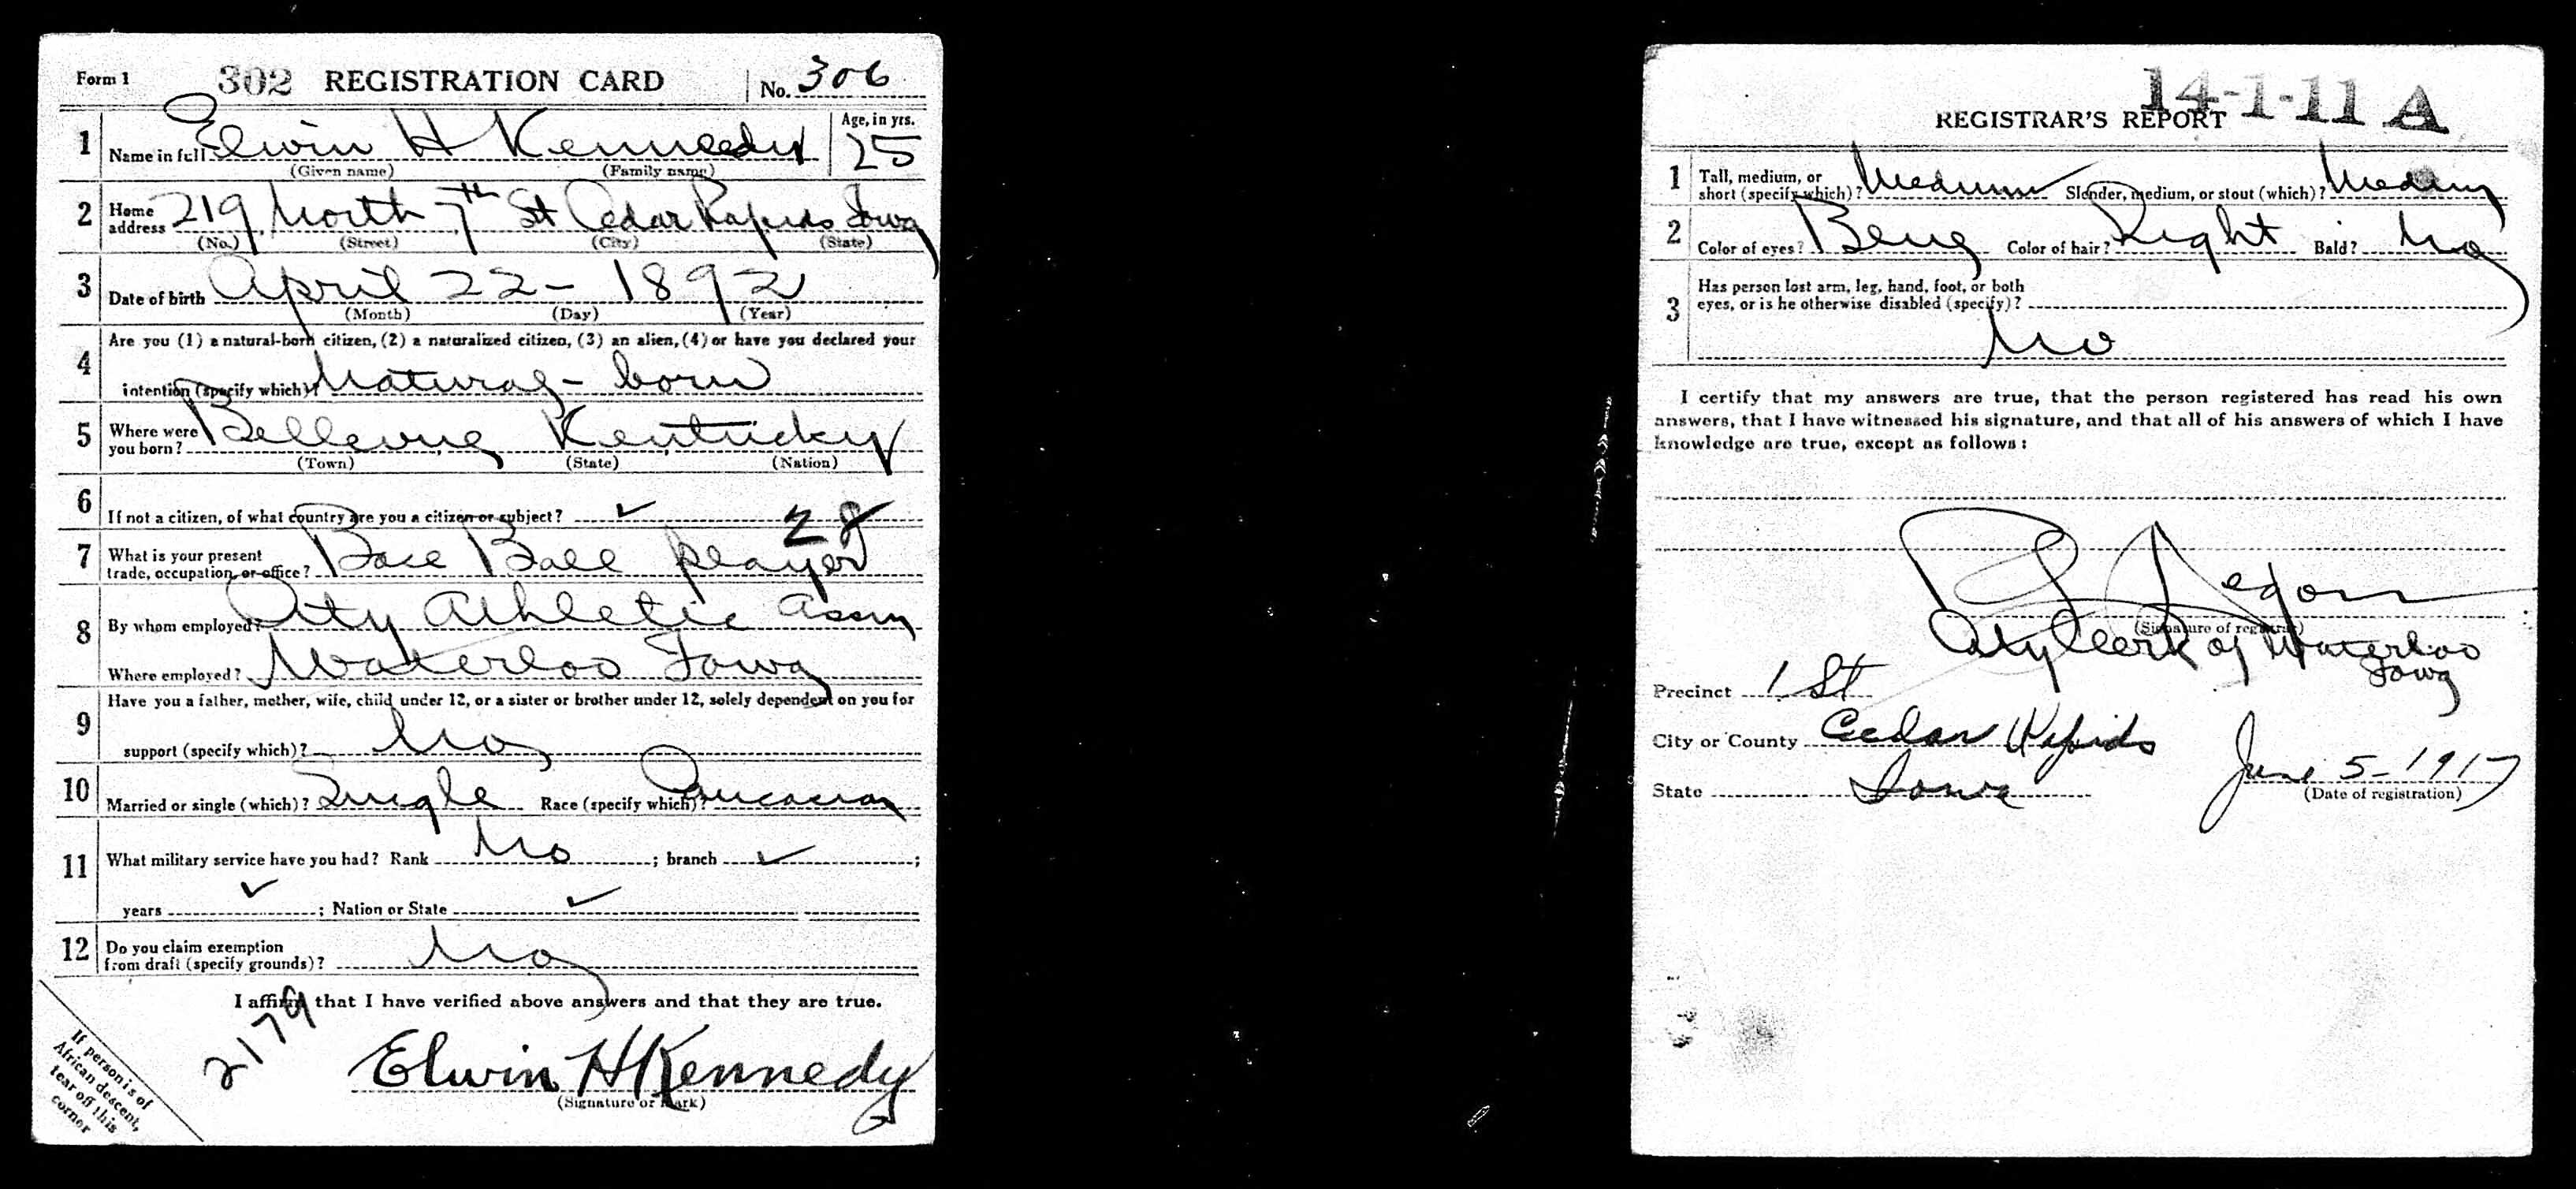 Form 1 302 REGISTRATION CARD No. 306
1 Name in full Elwin H Kennedy Age, in yrs. 25
(Given name) (Family name)
2 Home address 219 North 7th St Cedar Rapids Iowa
(No.) (Street) (City) (State)
3 Date of birth April 22 - 1892
(Month) (Day) (Year)
4 Are you (1) a natural-born citizen, (2) a naturalized citizen, (3) an alien, (4) or have you declared your
intention (specify which)? Natural - born
5 Where were you born? Bellevue Kentucky
(Town) (State) (Nation)
6 If not a citizen, of what country are you a citizen or subject? ✓ 28
7 What is your present trade, occupation, or office? Base Ball player
8 By whom employed? City Athletic Assn
Where employed? Waterloo Iowa
9 Have you a father, mother, wife, child under 12, or a sister or brother under 12, solely dependent on you for
support (specify which)? No
10 Married or single (which)? Single Race (specify which)? Caucasian
11 What military service have you had? Rank No ; branch ✓ ;
years ✓ ; Nation or State ✓
12 Do you claim exemption from draft (specify grounds)? No
I affirm that I have verified above answers and that they are true.
2179
Elwin H Kennedy
(Signature or mark)
If person is of
African descent,
tear off this
corner
14-1-11 A
REGISTRAR'S REPORT
1 Tall, medium, or short (specify which)? Medium Slender, medium, or stout (which)? Medium
2 Color of eyes? Color of hair? Bald? No
3 Has person lost arm, leg, hand, foot, or both
eyes, or is he otherwise disabled (specify)?
No
I certify that my answers are true, that the person registered has read his own
answers, that I have witnessed his signature, and that all of his answers of which I have
knowledge are true, except as follows:
(Signature of registrar)
City Clerk of Waterloo
Iowa
Precinct 1 St
City or County Cedar Rapids
State Iowa June 5 - 1917
(Date of registration)